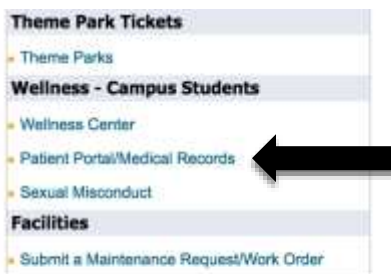 Theme Park Tickets
Theme Parks
Wellness - Campus Students
Wellness Center
Patient Portal/Medical Records
Sexual Misconduct
Facilities
Submit a Maintenance Request/Work Order